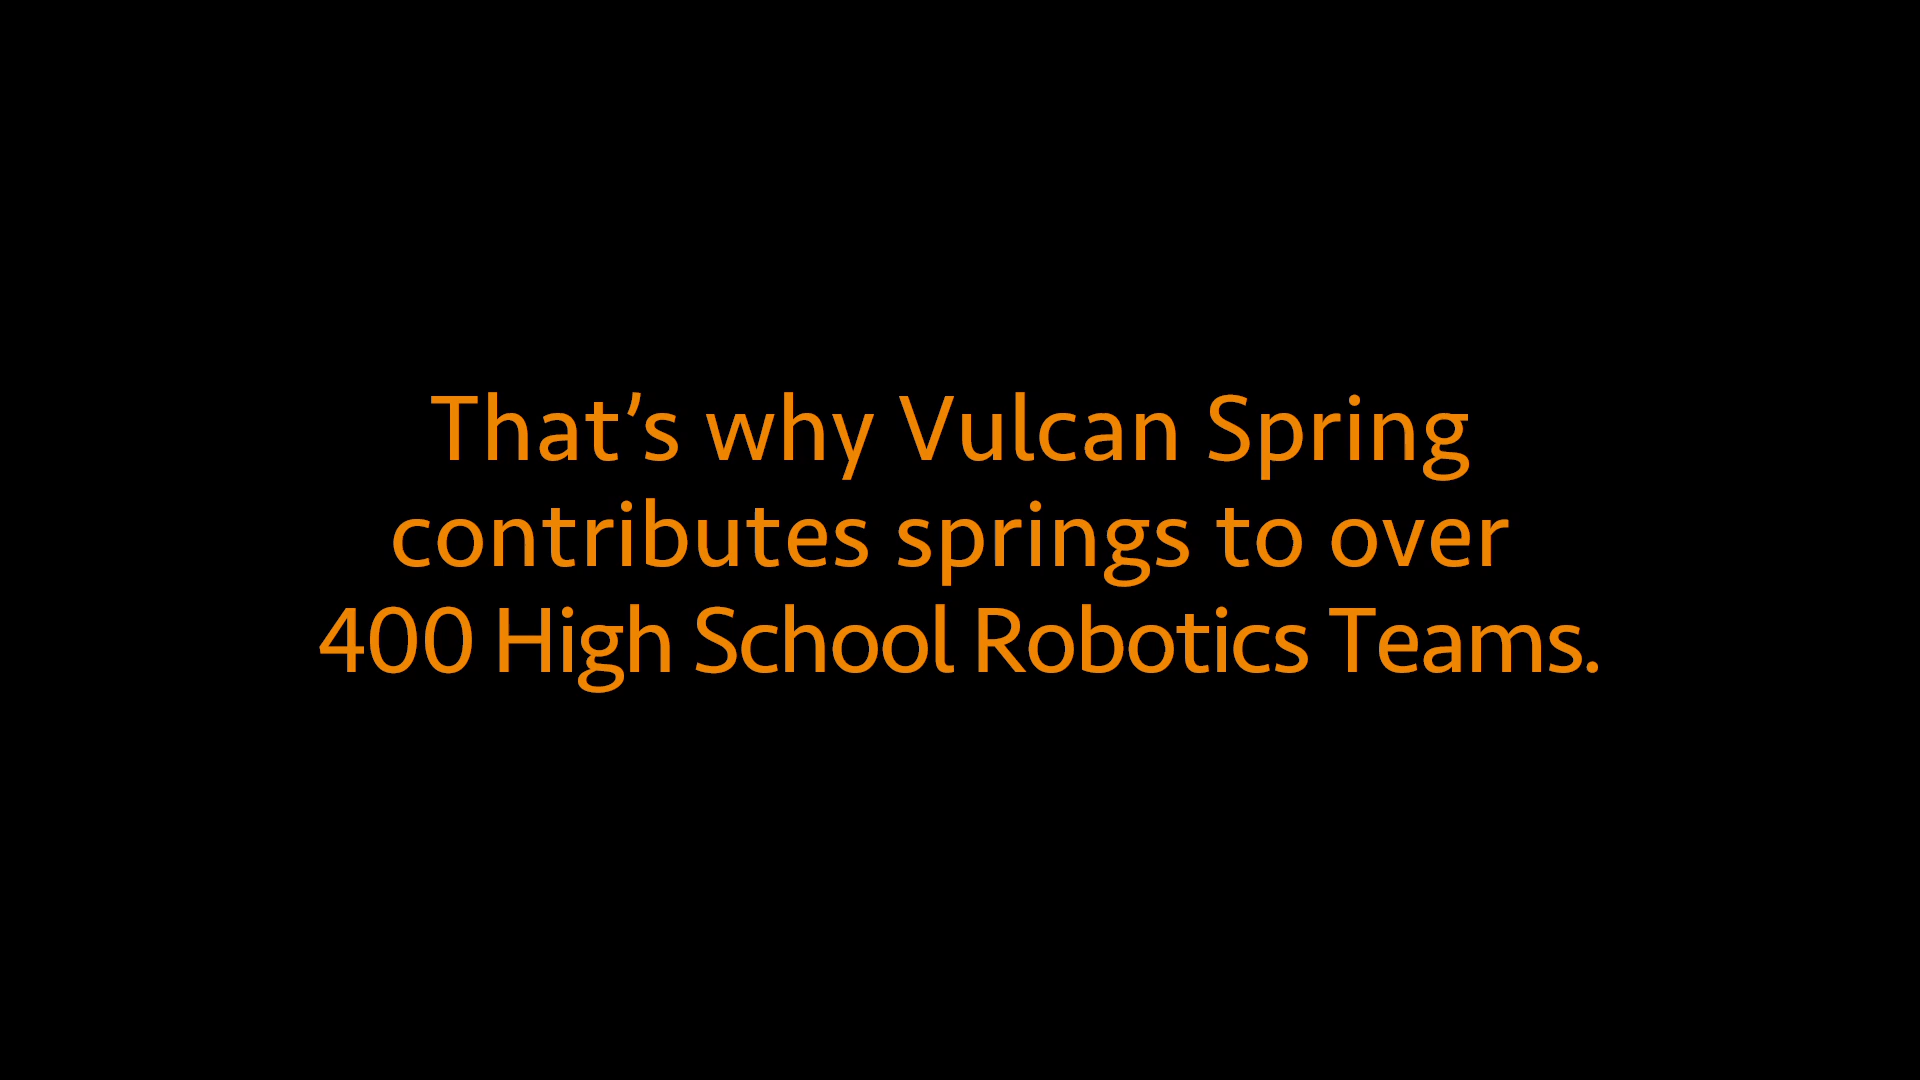 That’s why Vulcan Spring
contributes springs to over
400 High School Robotics Teams.